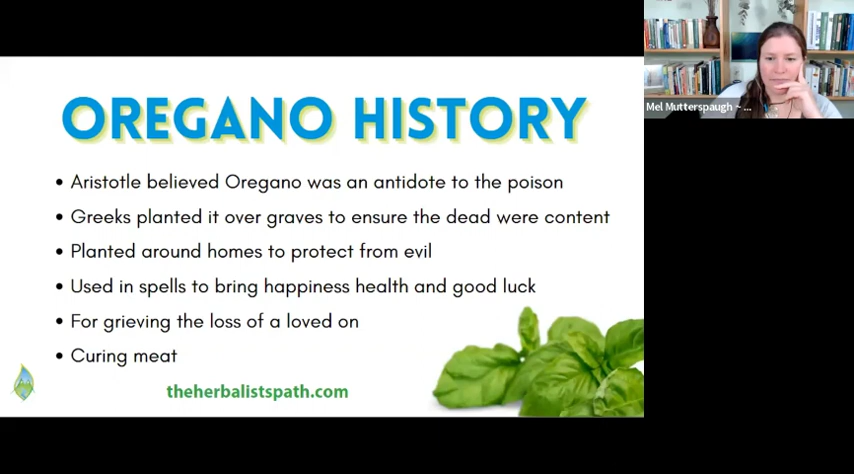 OREGANO HISTORY
Mel Mutterspaugh ~ ...
• Aristotle believed Oregano was an antidote to the poison
• Greeks planted it over graves to ensure the dead were content
• Planted around homes to protect from evil
• Used in spells to bring happiness health and good luck
• For grieving the loss of a loved on
• Curing meat
theherbalistspath.com